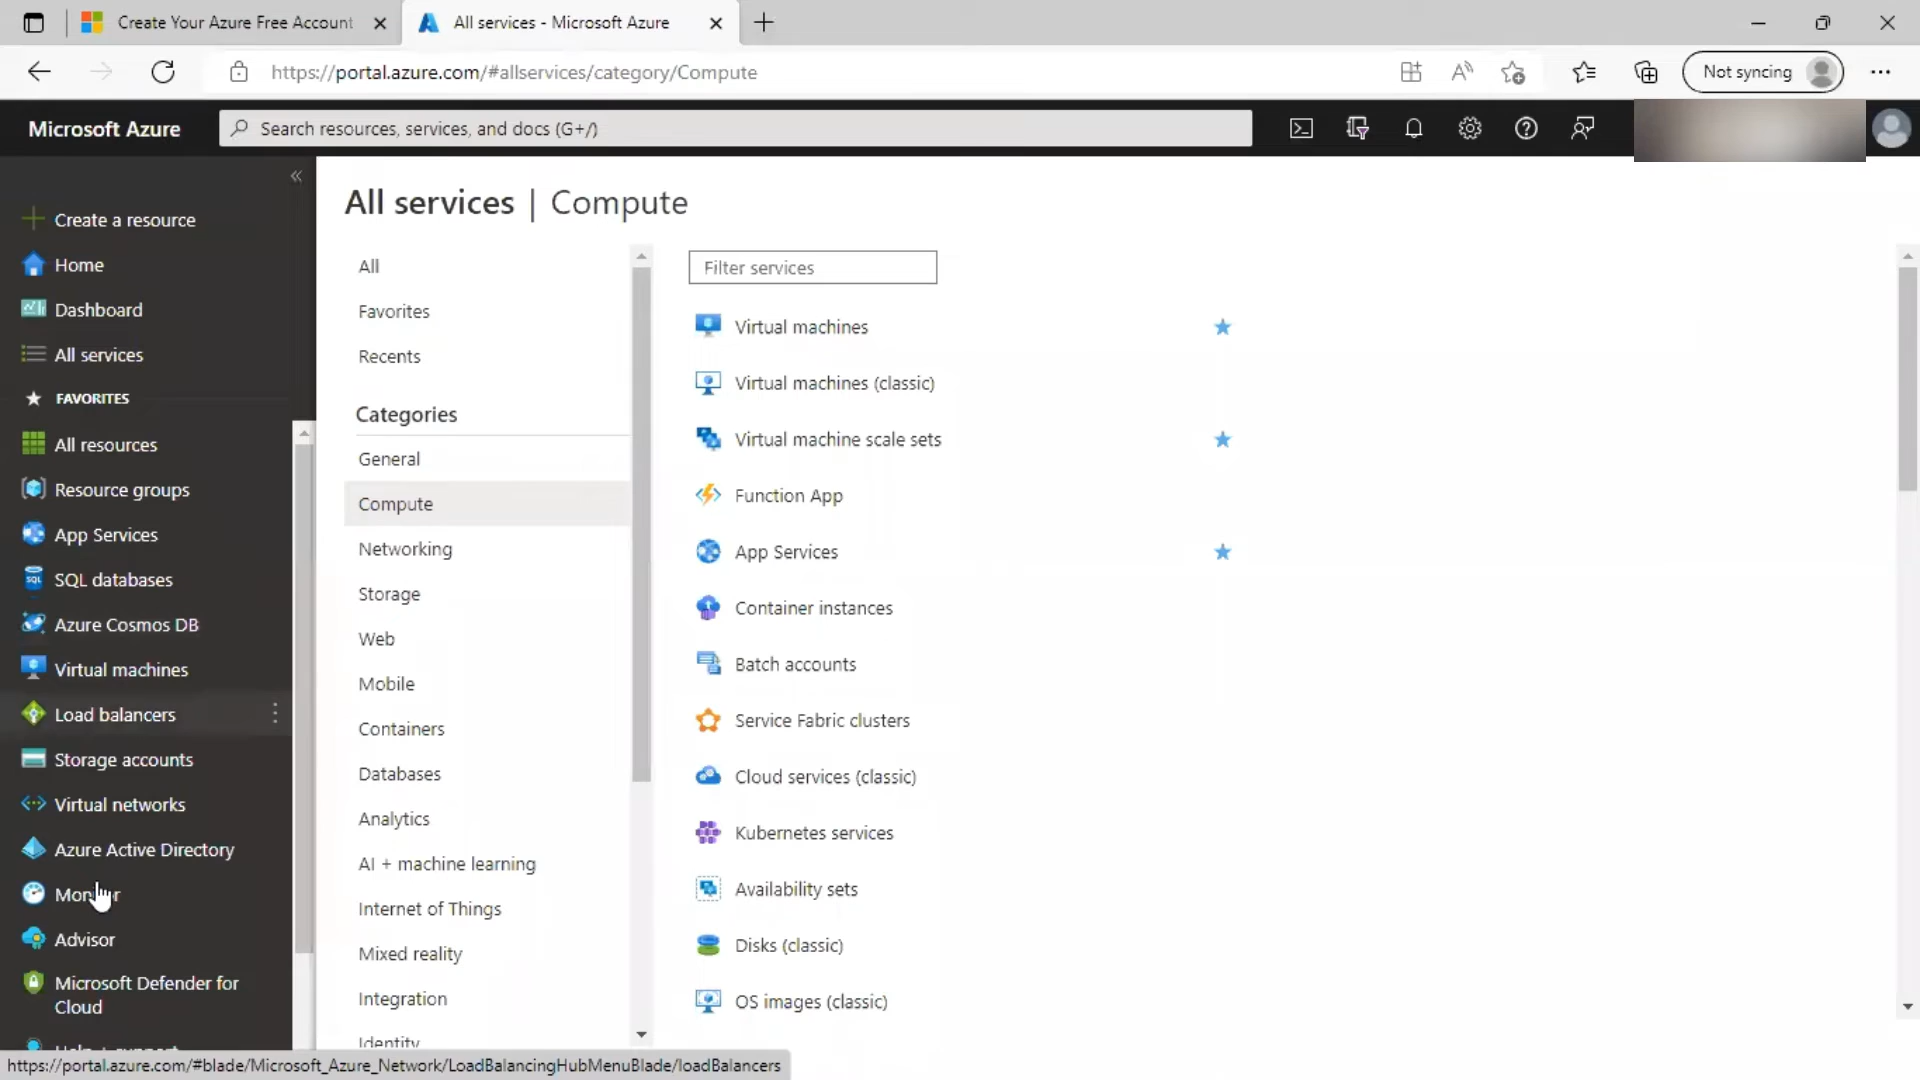 Create Your Azure Free Account
All services - Microsoft Azure
https://portal.azure.com/#allservices/category/Compute
Not syncing
Microsoft Azure
Search resources, services, and docs (G+/)
Create a resource
Home
Dashboard
All services
FAVORITES
All resources
Resource groups
App Services
SQL databases
Azure Cosmos DB
Virtual machines
Load balancers
Storage accounts
Virtual networks
Azure Active Directory
Monitor
Advisor
Microsoft Defender for
Cloud
Help + support
All services | Compute
All
Favorites
Recents
Categories
General
Compute
Networking
Storage
Web
Mobile
Containers
Databases
Analytics
AI + machine learning
Internet of Things
Mixed reality
Integration
Identity
Filter services
Virtual machines
Virtual machines (classic)
Virtual machine scale sets
Function App
App Services
Container instances
Batch accounts
Service Fabric clusters
Cloud services (classic)
Kubernetes services
Availability sets
Disks (classic)
OS images (classic)
https://portal.azure.com/#blade/Microsoft_Azure_Network/LoadBalancingHubMenuBlade/loadBalancers